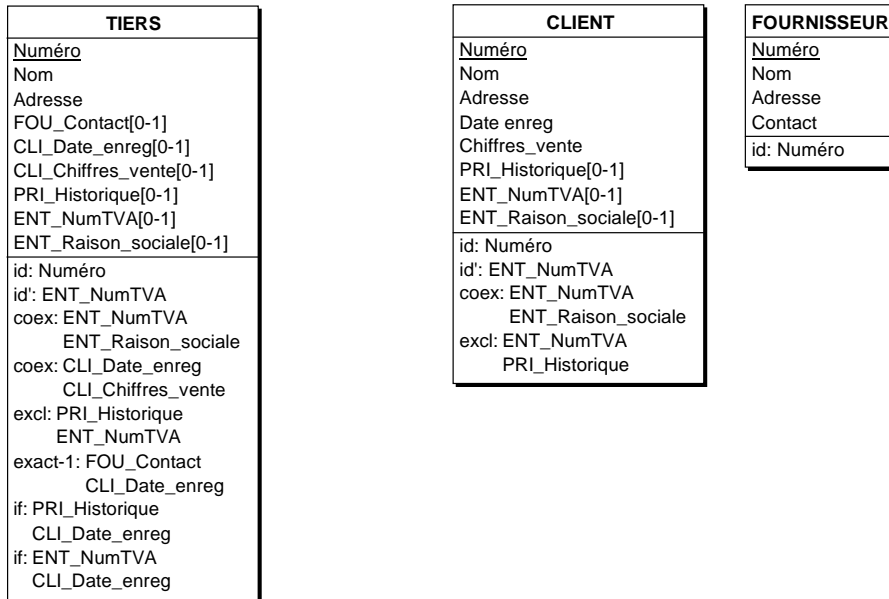 TIERS
Numéro
Nom
Adresse
FOU_Contact[0-1]
CLI_Date_enreg[0-1]
CLI_Chiffres_vente[0-1]
PRI_Historique[0-1]
ENT_NumTVA[0-1]
ENT_Raison_sociale[0-1]
id: Numéro
id': ENT_NumTVA
coex: ENT_NumTVA
ENT_Raison_sociale
coex: CLI_Date_enreg
CLI_Chiffres_vente
excl: PRI_Historique
ENT_NumTVA
exact-1: FOU_Contact
CLI_Date_enreg
if: PRI_Historique
CLI_Date_enreg
if: ENT_NumTVA
CLI_Date_enreg
CLIENT
Numéro
Nom
Adresse
Date enreg
Chiffres_vente
PRI_Historique[0-1]
ENT_NumTVA[0-1]
ENT_Raison_sociale[0-1]
id: Numéro
id': ENT_NumTVA
coex: ENT_NumTVA
ENT_Raison_sociale
excl: ENT_NumTVA
PRI_Historique
FOURNISSEUR
Numéro
Nom
Adresse
Contact
id: Numéro